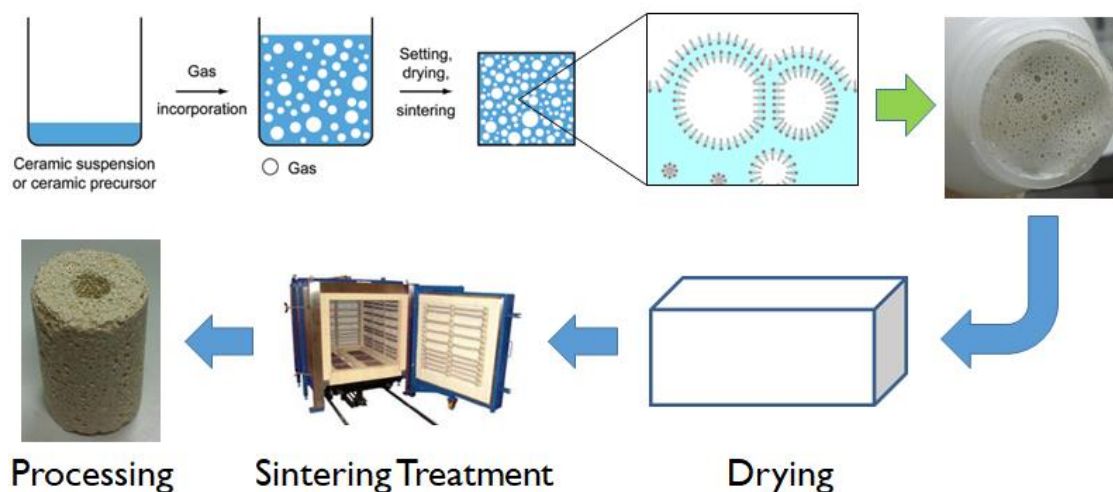 Gas
incorporation
Setting,
drying,
sintering
Ceramic suspension
or ceramic precursor
Gas
Processing
Sintering Treatment
Drying